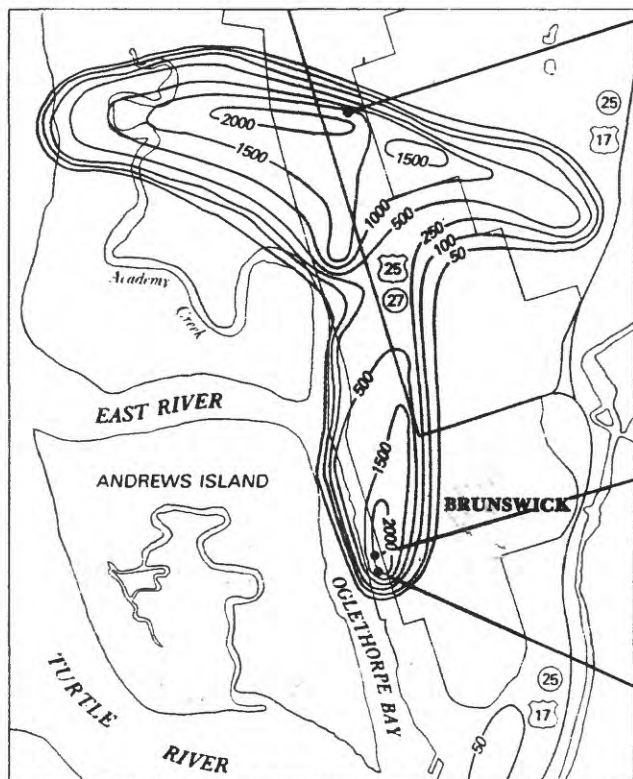 25
17
2000
1500
1500
1000
500
250
100
50
25
27
Academy
Creek
500
EAST RIVER
1500
ANDREWS ISLAND
BRUNSWICK
2000
OGLETHORPE BAY
TURTLE
RIVER
25
17
50